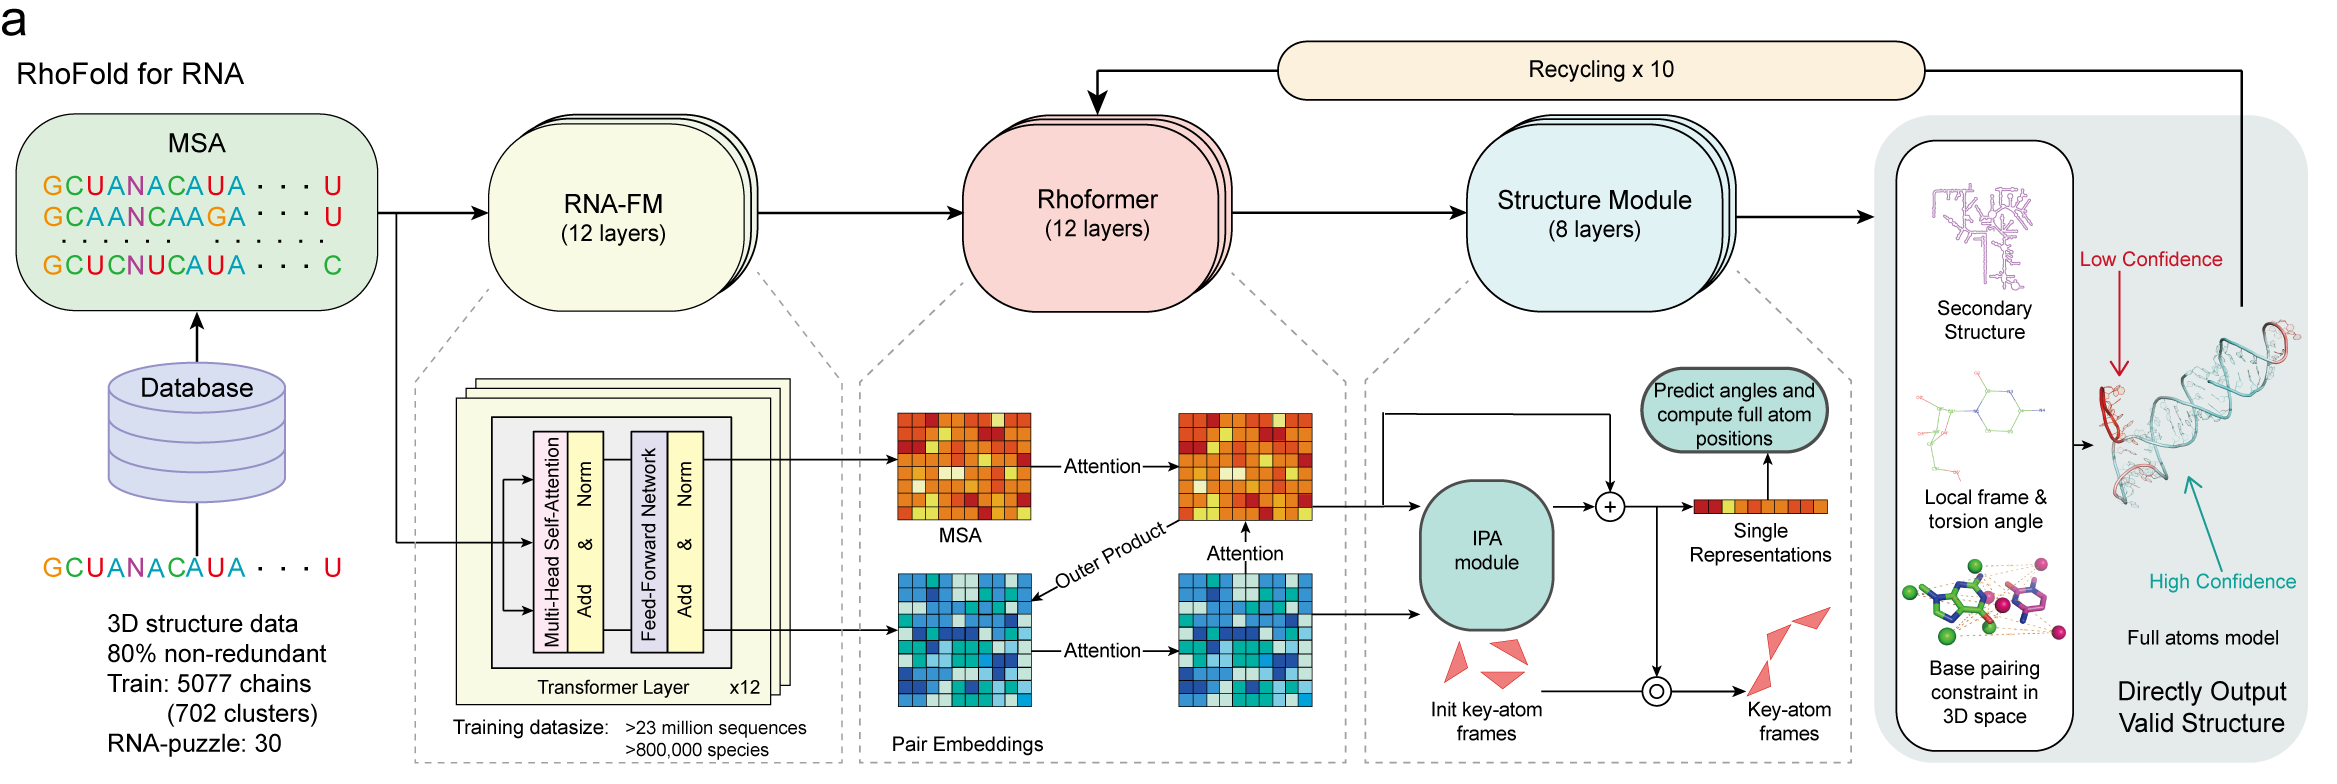 a
RhoFold for RNA
MSA
GCUANACAUA · · · U
GCAANCAAGA · · · U
· · · · · · · · · · · ·
GCUCNUCAUA · · · C
Database
GCUANACAUA · · · U
3D structure data
80% non-redundant
Train: 5077 chains
(702 clusters)
RNA-puzzle: 30
RNA-FM
(12 layers)
Multi-Head Self-Attention
Add & Norm
Feed-Forward Network
Add & Norm
Transformer Layer x12
Training datasize: >23 million sequences
>800,000 species
Recycling x 10
Rhoformer
(12 layers)
Attention
MSA
Outer Product
Attention
Attention
Pair Embeddings
Structure Module
(8 layers)
Predict angles and
compute full atom
positions
IPA
module
+
Single
Representations
Init key-atom
frames
Key-atom
frames
Secondary
Structure
Local frame &
torsion angle
Base pairing
constraint in
3D space
Low Confidence
High Confidence
Full atoms model
Directly Output
Valid Structure